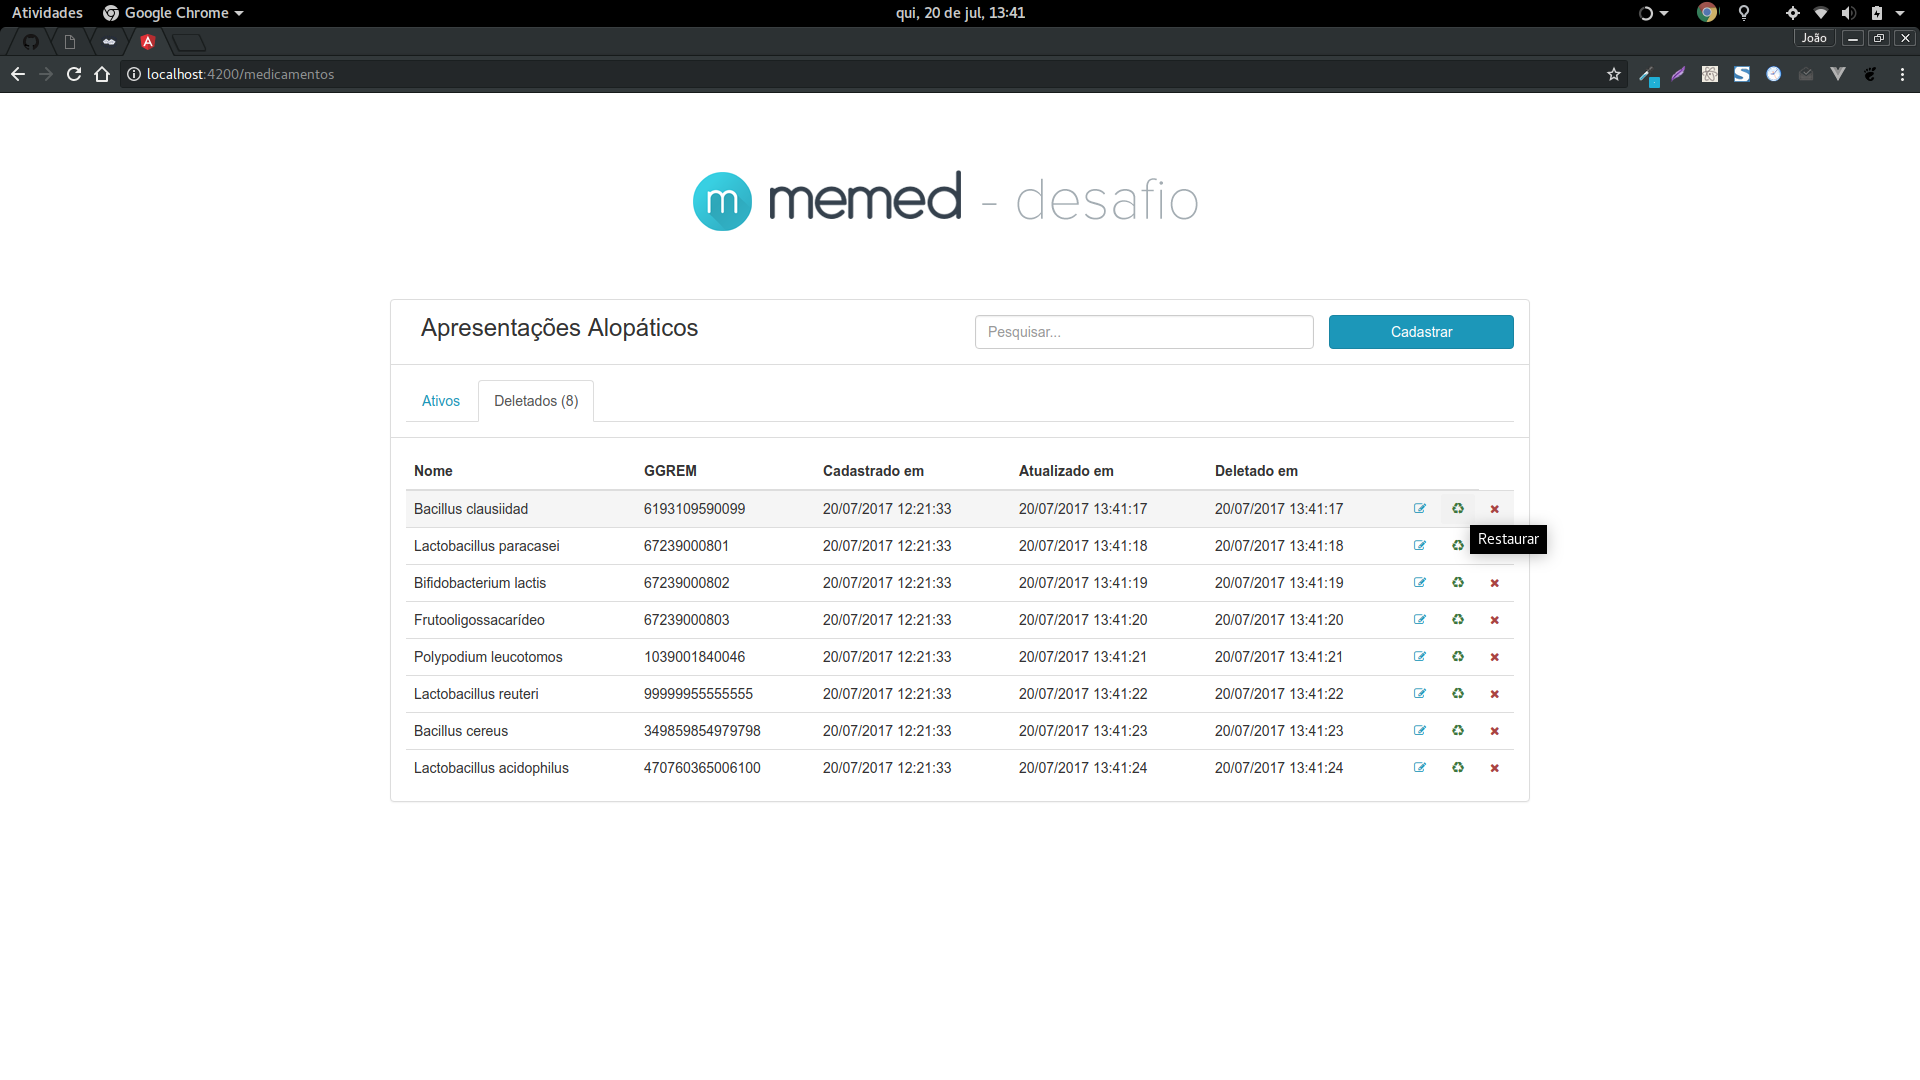 Atividades Google Chrome qui, 20 de jul, 13:41
João
localhost:4200/medicamentos
m memed - desafio
Apresentações Alopáticos Pesquisar... Cadastrar
Ativos Deletados (8)
Nome GGREM Cadastrado em Atualizado em Deletado em
Bacillus clausiidad 6193109590099 20/07/2017 12:21:33 20/07/2017 13:41:17 20/07/2017 13:41:17
Restaurar
Lactobacillus paracasei 67239000801 20/07/2017 12:21:33 20/07/2017 13:41:18 20/07/2017 13:41:18
Bifidobacterium lactis 67239000802 20/07/2017 12:21:33 20/07/2017 13:41:19 20/07/2017 13:41:19
Frutooligossacarídeo 67239000803 20/07/2017 12:21:33 20/07/2017 13:41:20 20/07/2017 13:41:20
Polypodium leucotomos 1039001840046 20/07/2017 12:21:33 20/07/2017 13:41:21 20/07/2017 13:41:21
Lactobacillus reuteri 99999955555555 20/07/2017 12:21:33 20/07/2017 13:41:22 20/07/2017 13:41:22
Bacillus cereus 349859854979798 20/07/2017 12:21:33 20/07/2017 13:41:23 20/07/2017 13:41:23
Lactobacillus acidophilus 470760365006100 20/07/2017 12:21:33 20/07/2017 13:41:24 20/07/2017 13:41:24